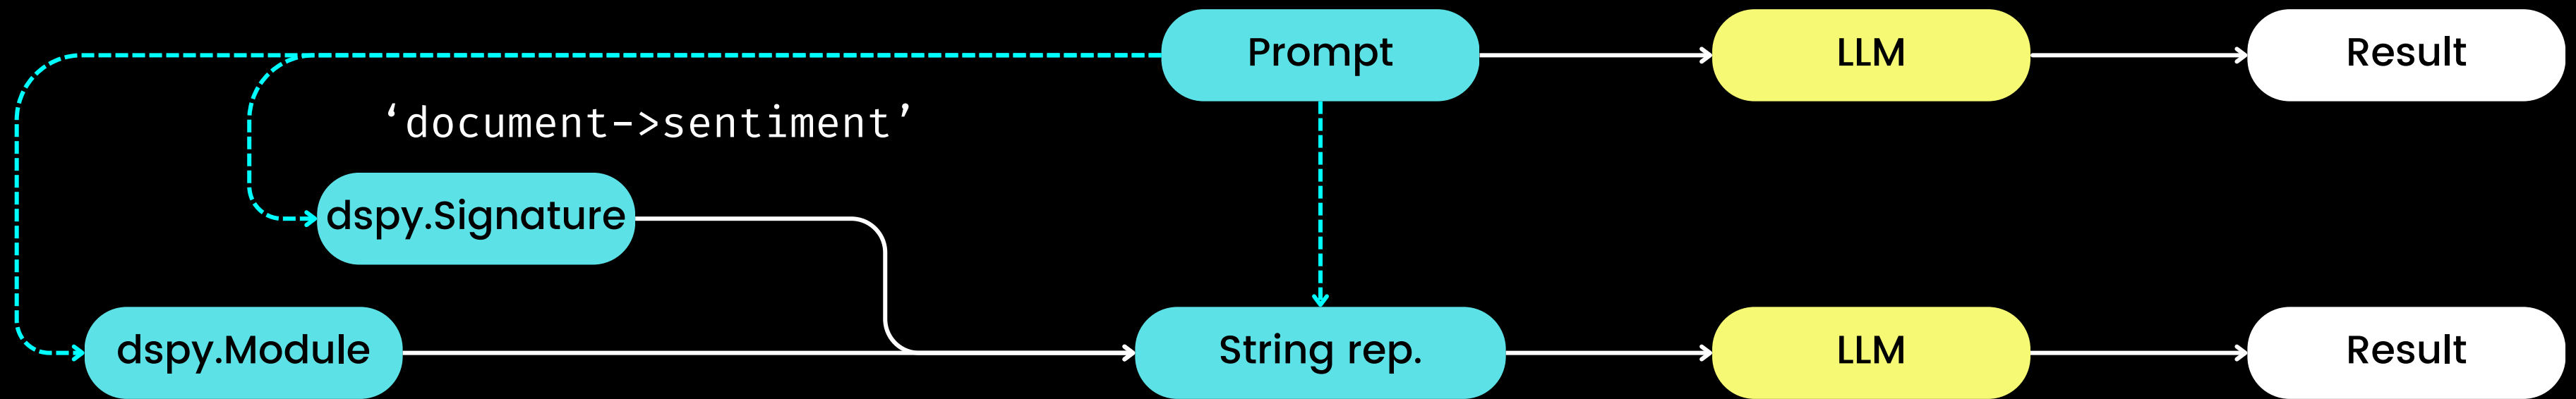 Prompt
LLM
Result
‘document->sentiment’
dspy.Signature
dspy.Module
String rep.
LLM
Result